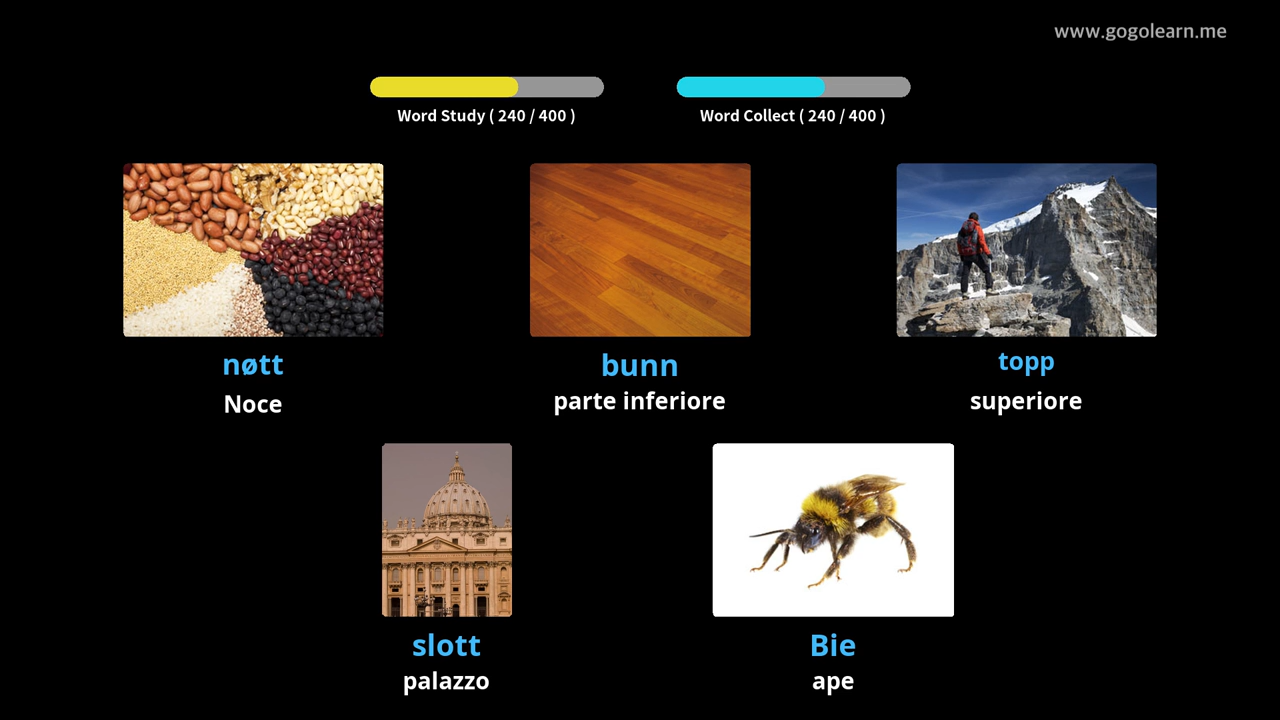 www.gogolearn.me
Word Study ( 240 / 400 )
Word Collect ( 240 / 400 )
nøtt
Noce
bunn
parte inferiore
topp
superiore
slott
palazzo
Bie
ape